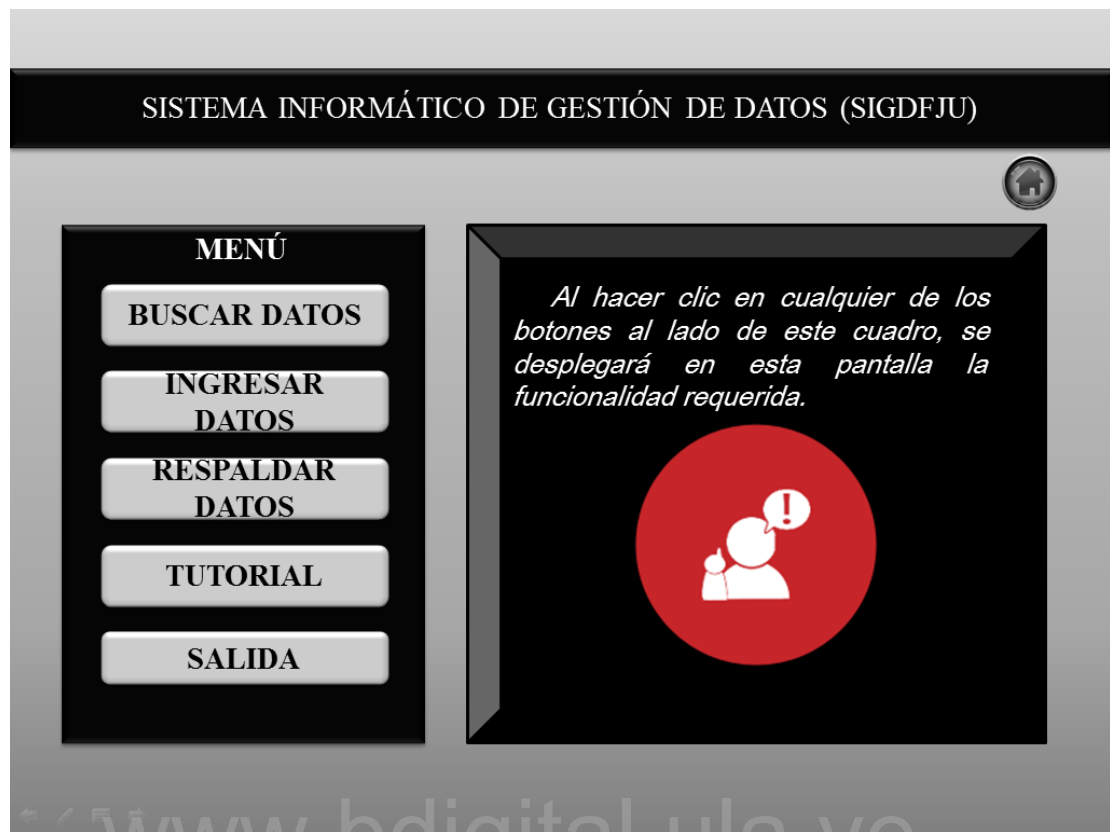 SISTEMA INFORMÁTICO DE GESTIÓN DE DATOS (SIGDFJU)
MENÚ
BUSCAR DATOS
INGRESAR
DATOS
RESPALDAR
DATOS
TUTORIAL
SALIDA
Al hacer clic en cualquier de los
botones al lado de este cuadro, se
desplegará en esta pantalla la
funcionalidad requerida.
!
www.bdigital.ula.ve